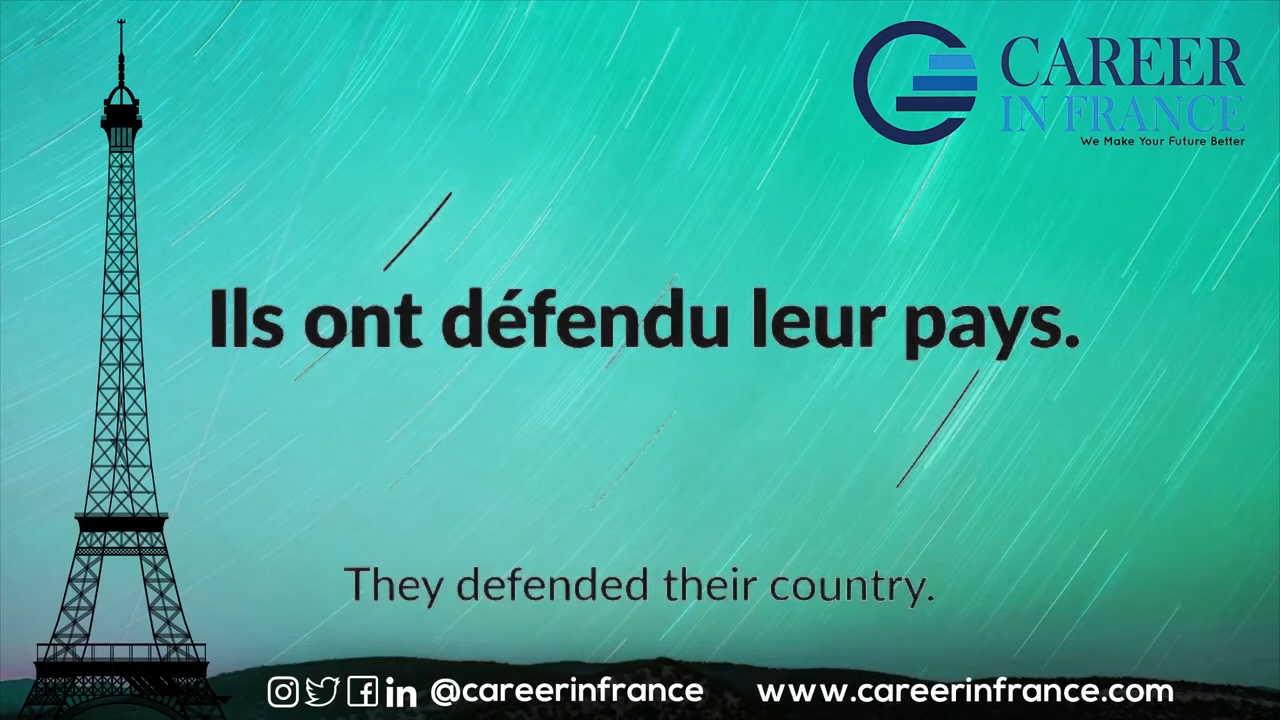 CAREER
IN FRANCE
We Make Your Future Better
Ils ont défendu leur pays.
They defended their country.
@careerinfrance www.careerinfrance.com